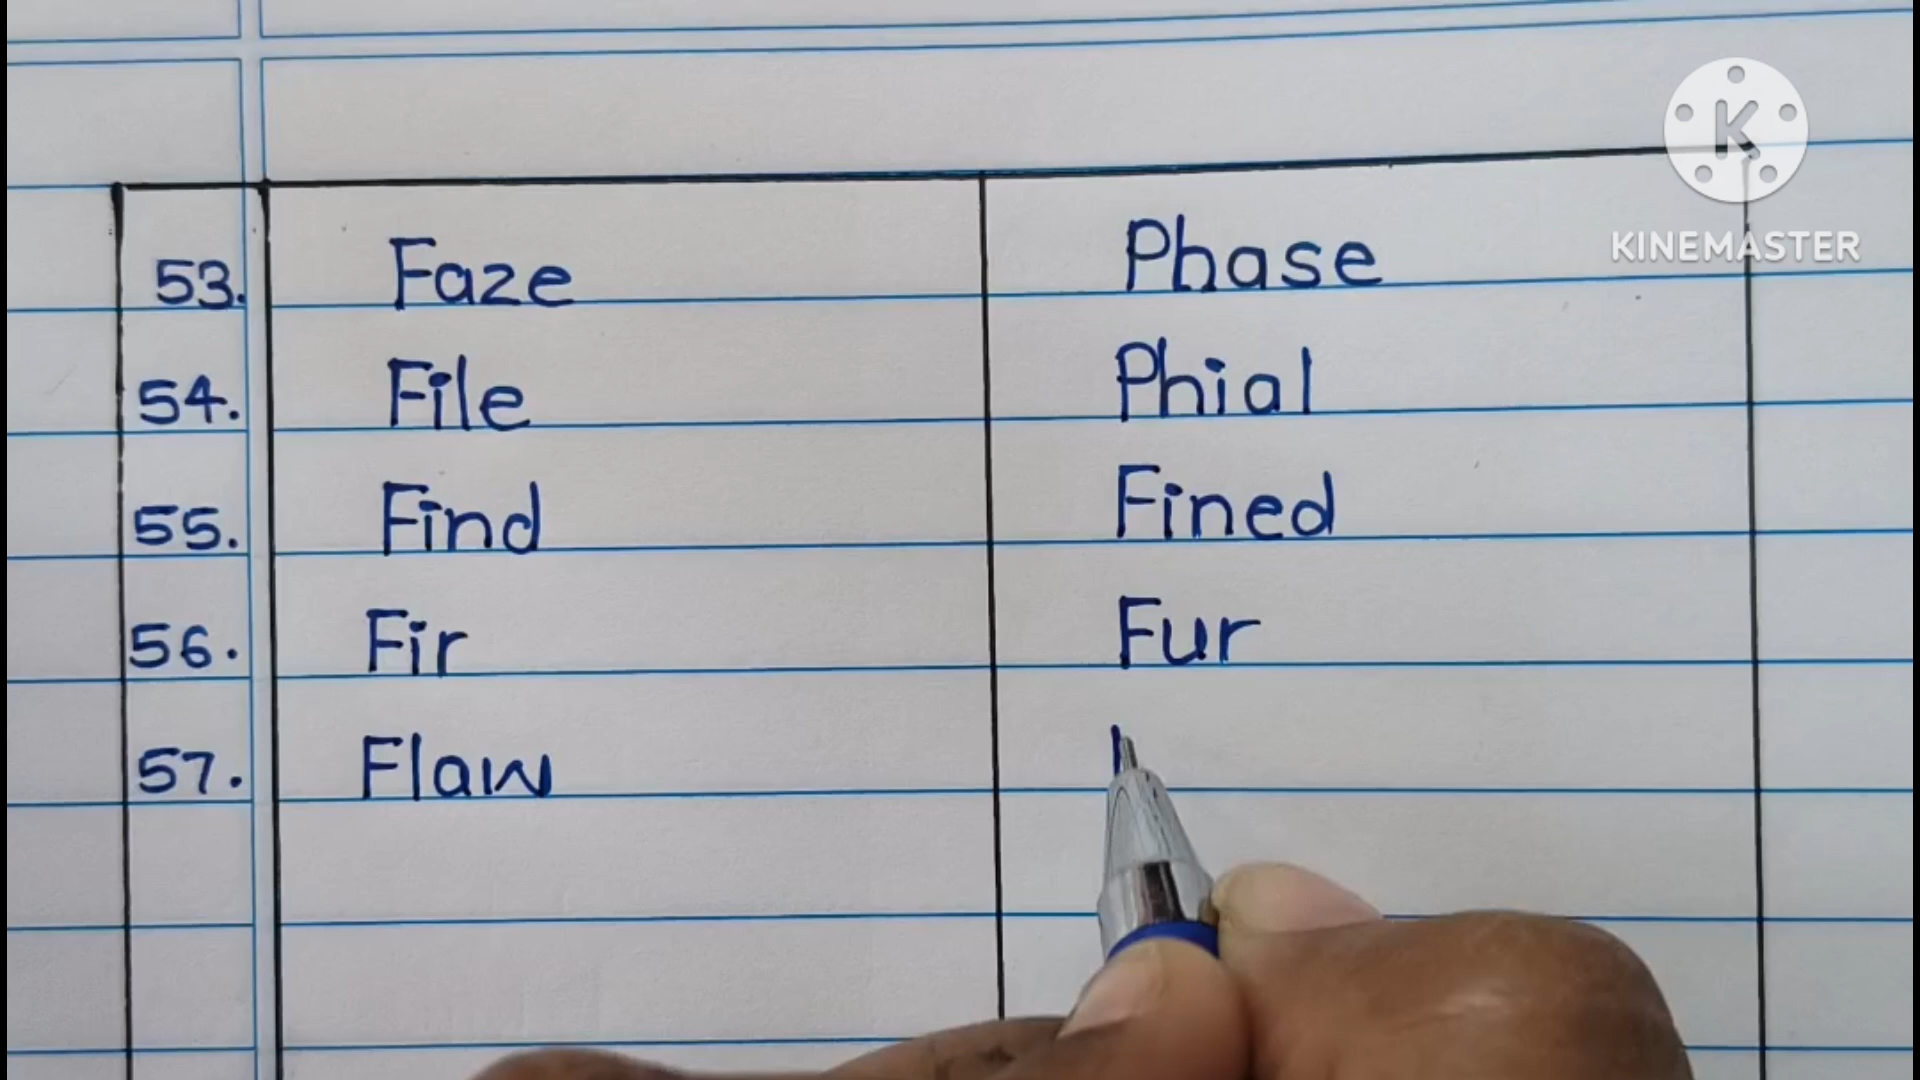 K
KINEMASTER
53. Faze Phase
54. File Phial
55. Find Fined
56. Fir Fur
57. Flaw